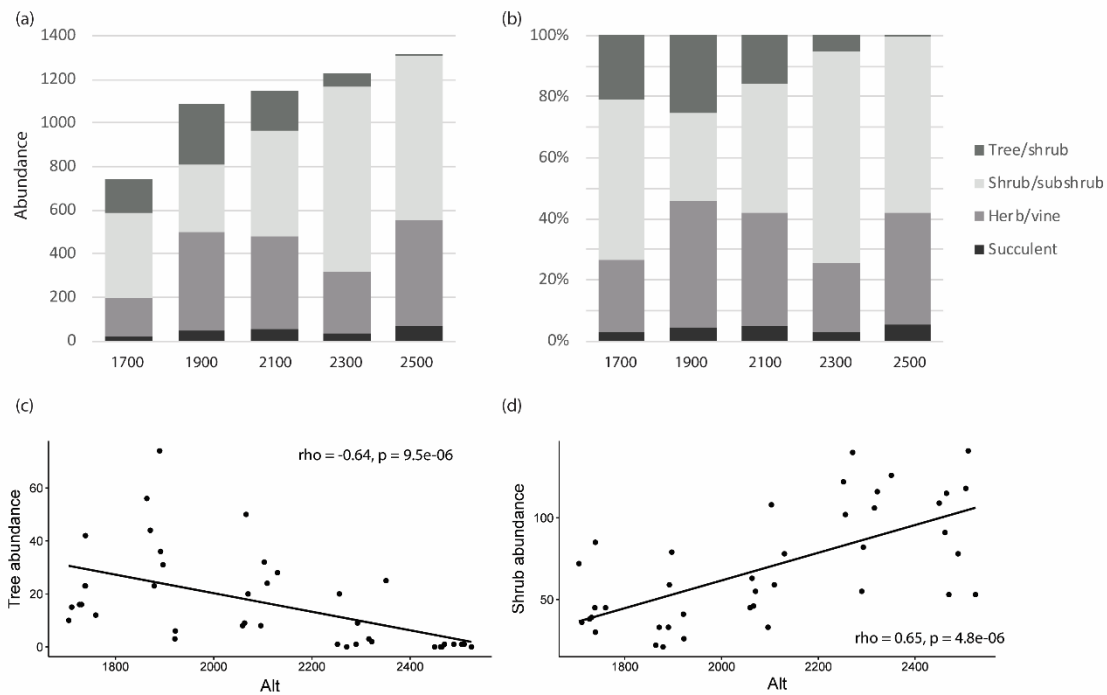 (a)
1400
1200
1000
800
600
400
200
0
Abundance
1700 1900 2100 2300 2500
(b)
100%
80%
60%
40%
20%
0%
1700 1900 2100 2300 2500
Tree/shrub
Shrub/subshrub
Herb/vine
Succulent
(c)
rho = -0.64, p = 9.5e-06
60
40
20
0
Tree abundance
1800 2000 2200 2400
Alt
(d)
100
50
Shrub abundance
rho = 0.65, p = 4.8e-06
1800 2000 2200 2400
Alt